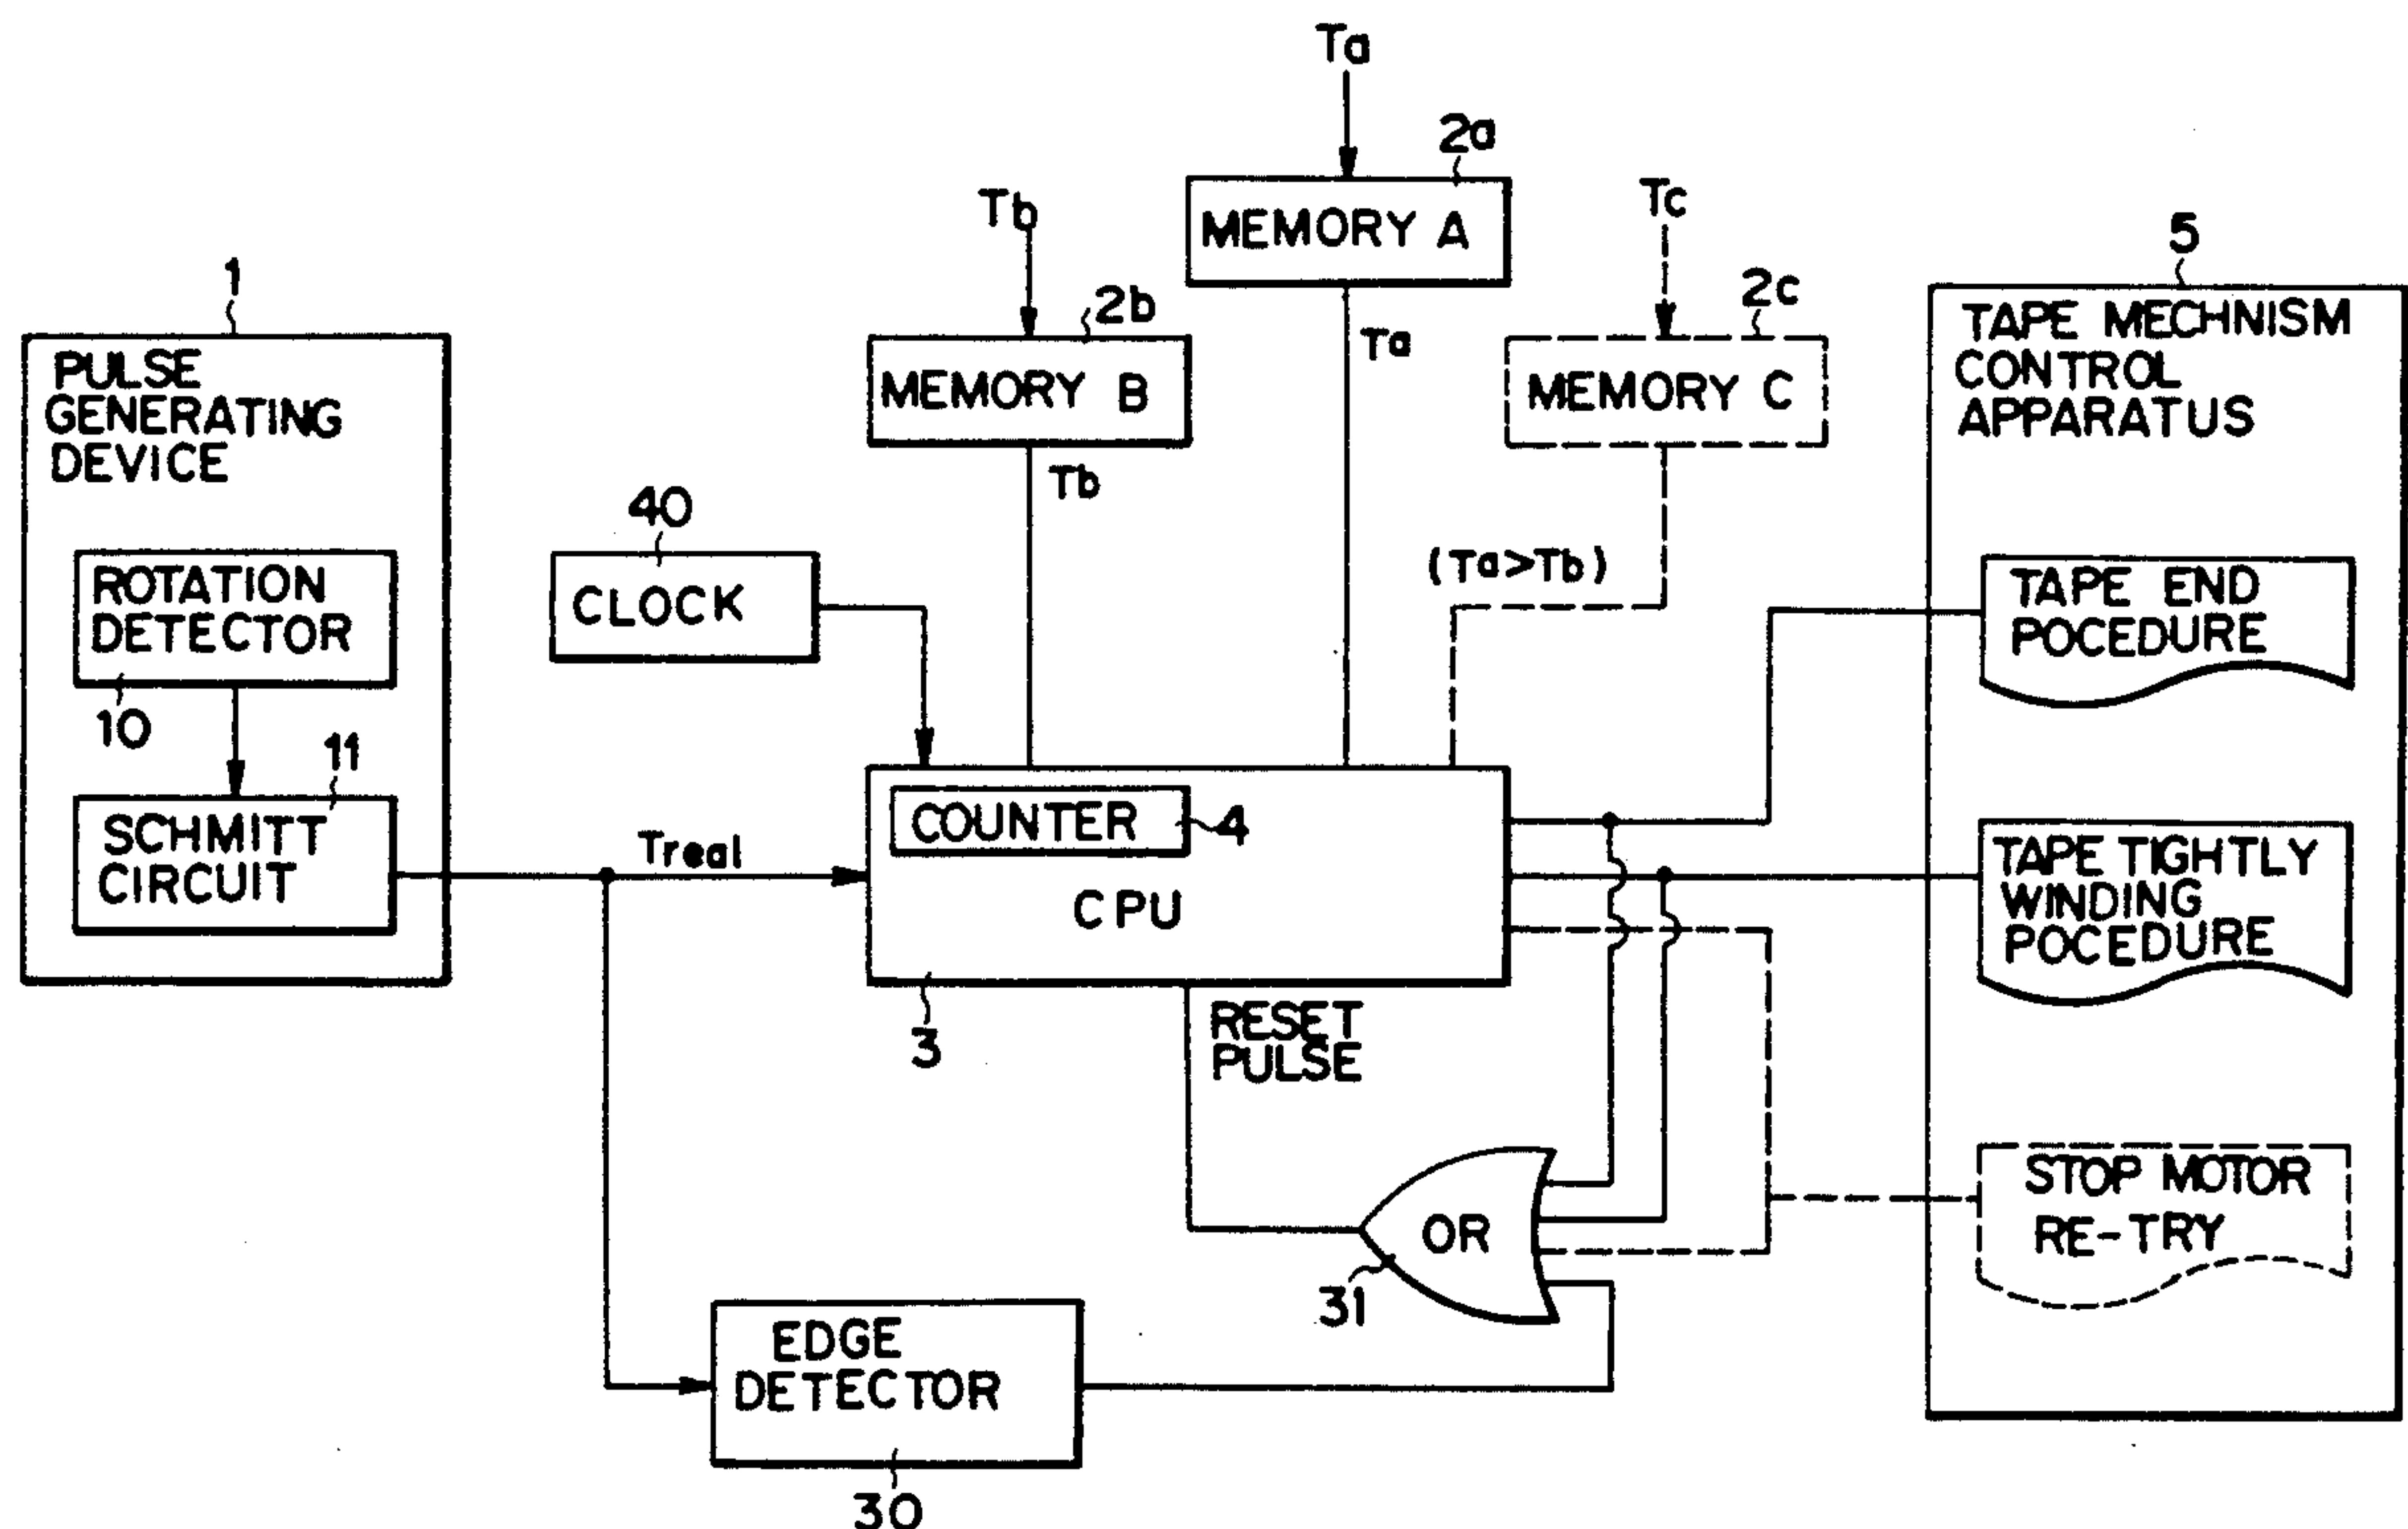 Ta
2a
MEMORY A
Tb
Tc
5
1
2b
2c
Ta
TAPE MECHNISM
CONTROL
APPARATUS
PULSE
GENERATING
DEVICE
MEMORY B
MEMORY C
Tb
40
(Ta>Tb)
CLOCK
ROTATION
DETECTOR
10
TAPE END
POCEDURE
11
SCHMITT
CIRCUIT
Treal
COUNTER
4
CPU
3
TAPE TIGHTLY
WINDING
POCEDURE
RESET
PULSE
OR
31
STOP MOTOR
RE-TRY
EDGE
DETECTOR
30